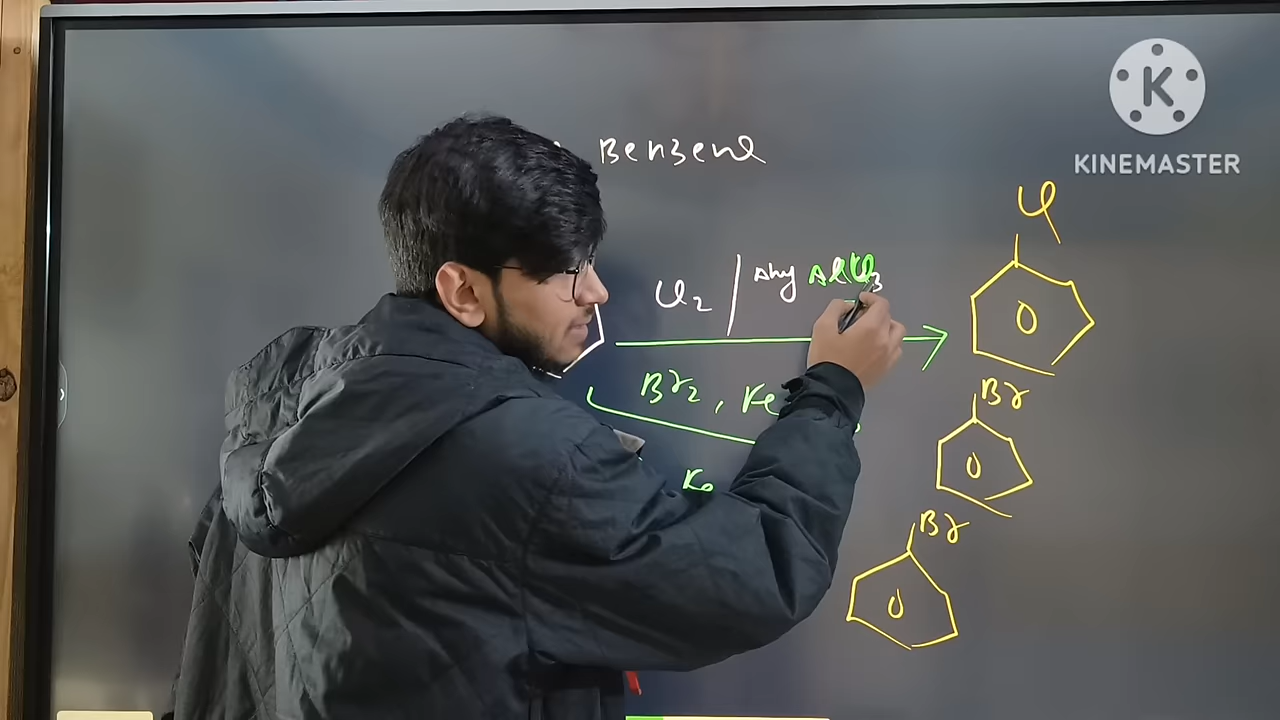 Benzene
KINEMASTER
Cl
Cl2 / Anhy AlCl3
Br2, Fe
Br
Br